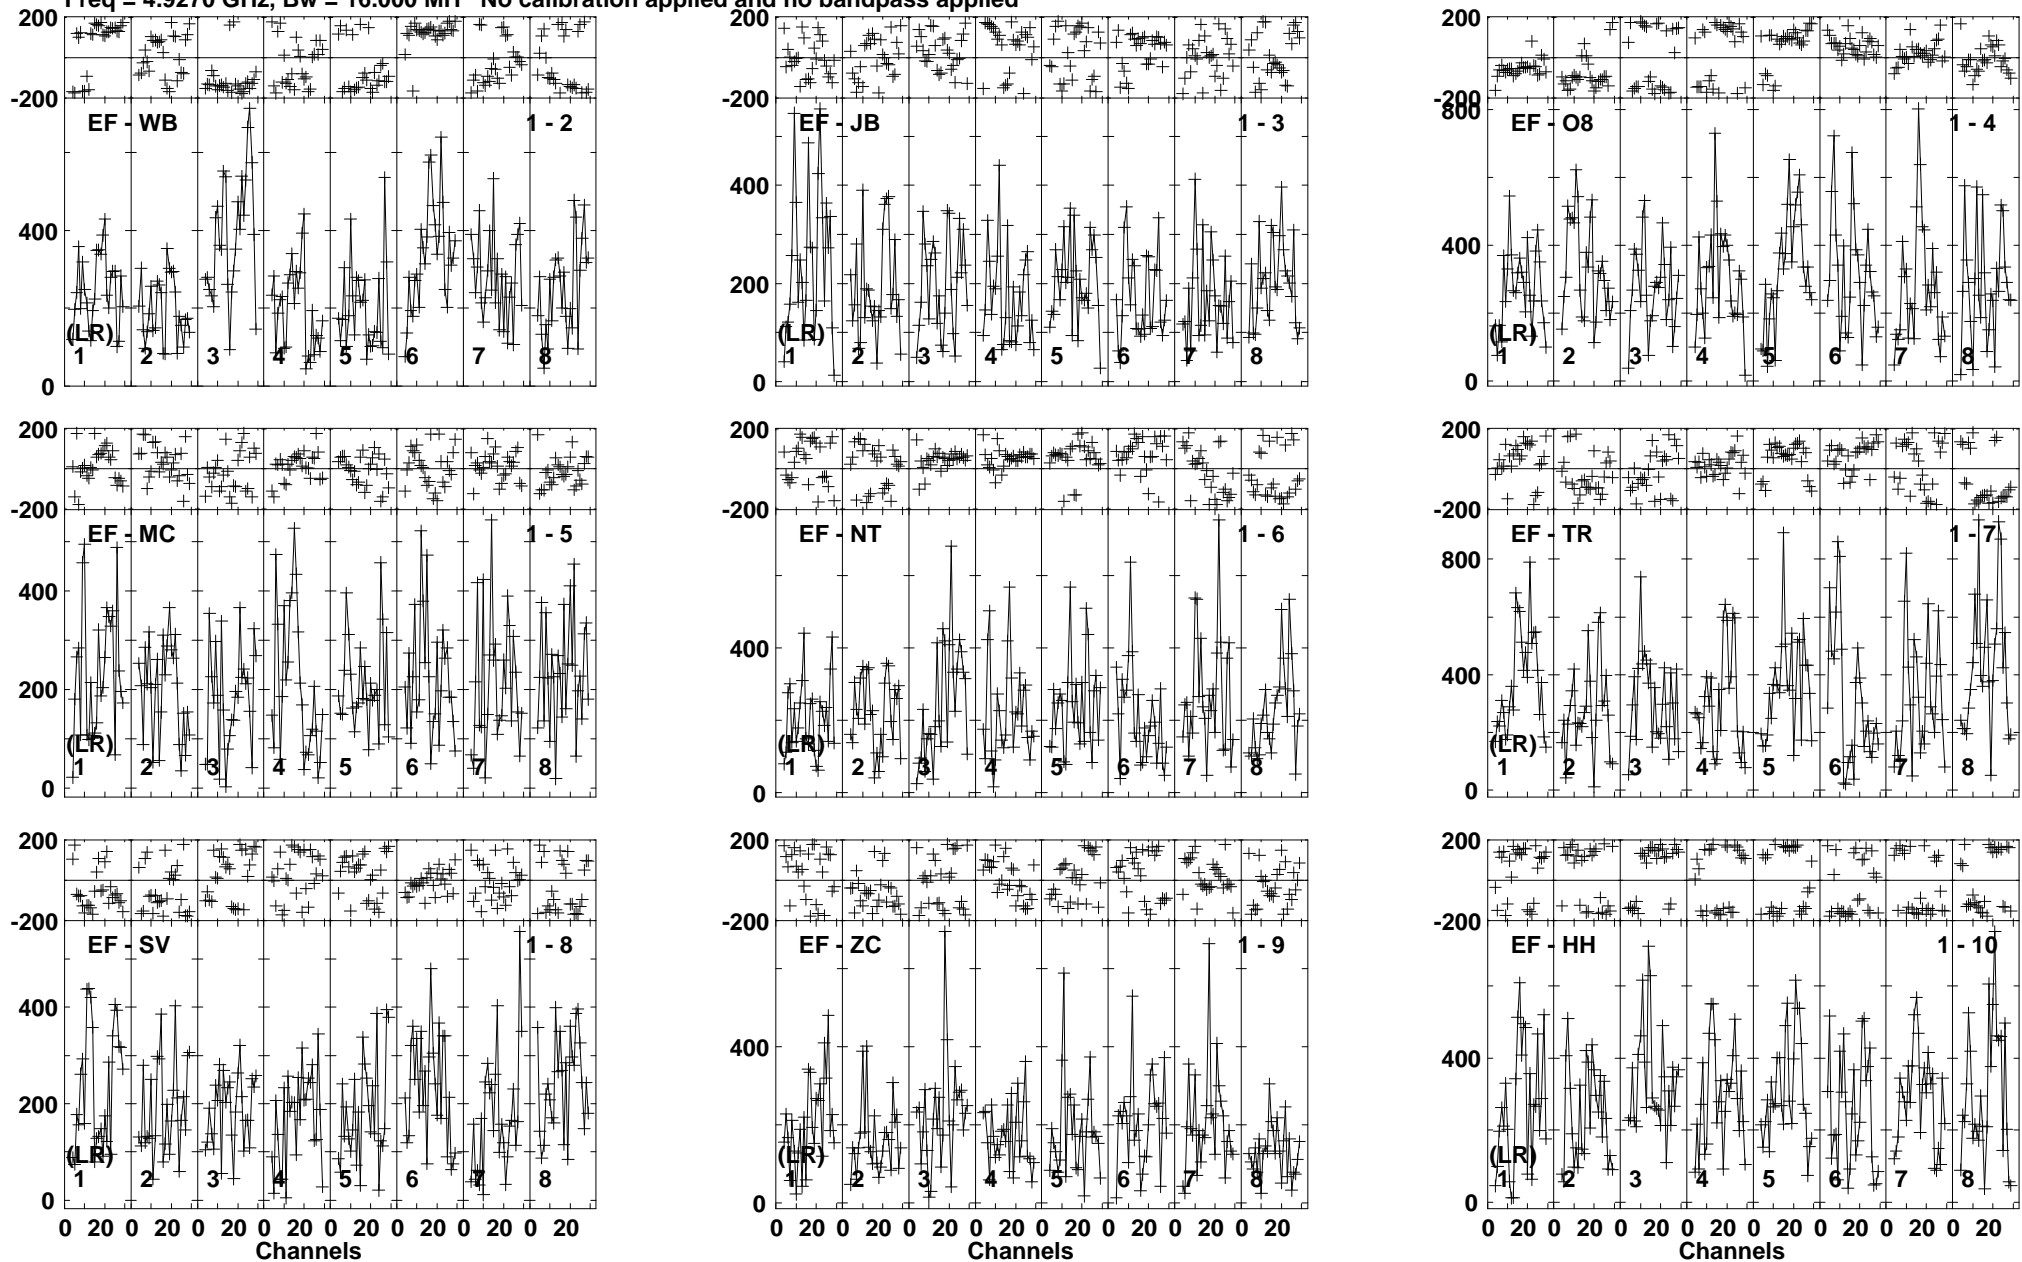 Freq = 4.9270 GHz, Bw = 16.000 MH No calibration applied and no bandpass applied
200
-200
EF - WB 1 - 2
400
(LR)
1 2 3 4 5 6 7 8
0
200
-200
EF - JB 1 - 3
400
200
(LR)
1 2 3 4 5 6 7 8
0
200
-200
800
EF - O8 1 - 4
400
(LR)
1 2 3 4 5 6 7 8
0
200
-200
EF - MC 1 - 5
400
200
(LR)
1 2 3 4 5 6 7 8
0
200
-200
EF - NT 1 - 6
400
(LR)
1 2 3 4 5 6 7 8
0
200
-200
EF - TR 1 - 7
800
400
(LR)
1 2 3 4 5 6 7 8
0
200
-200
EF - SV 1 - 8
400
200
(LR)
1 2 3 4 5 6 7 8
0
0 20 0 20 0 20 0 20 0 20 0 20 0 20 0 20
Channels
200
-200
EF - ZC 1 - 9
400
(LR)
1 2 3 4 5 6 7 8
0
0 20 0 20 0 20 0 20 0 20 0 20 0 20 0 20
Channels
200
-200
EF - HH 1 - 10
400
(LR)
1 2 3 4 5 6 7 8
0
0 20 0 20 0 20 0 20 0 20 0 20 0 20 0 20
Channels